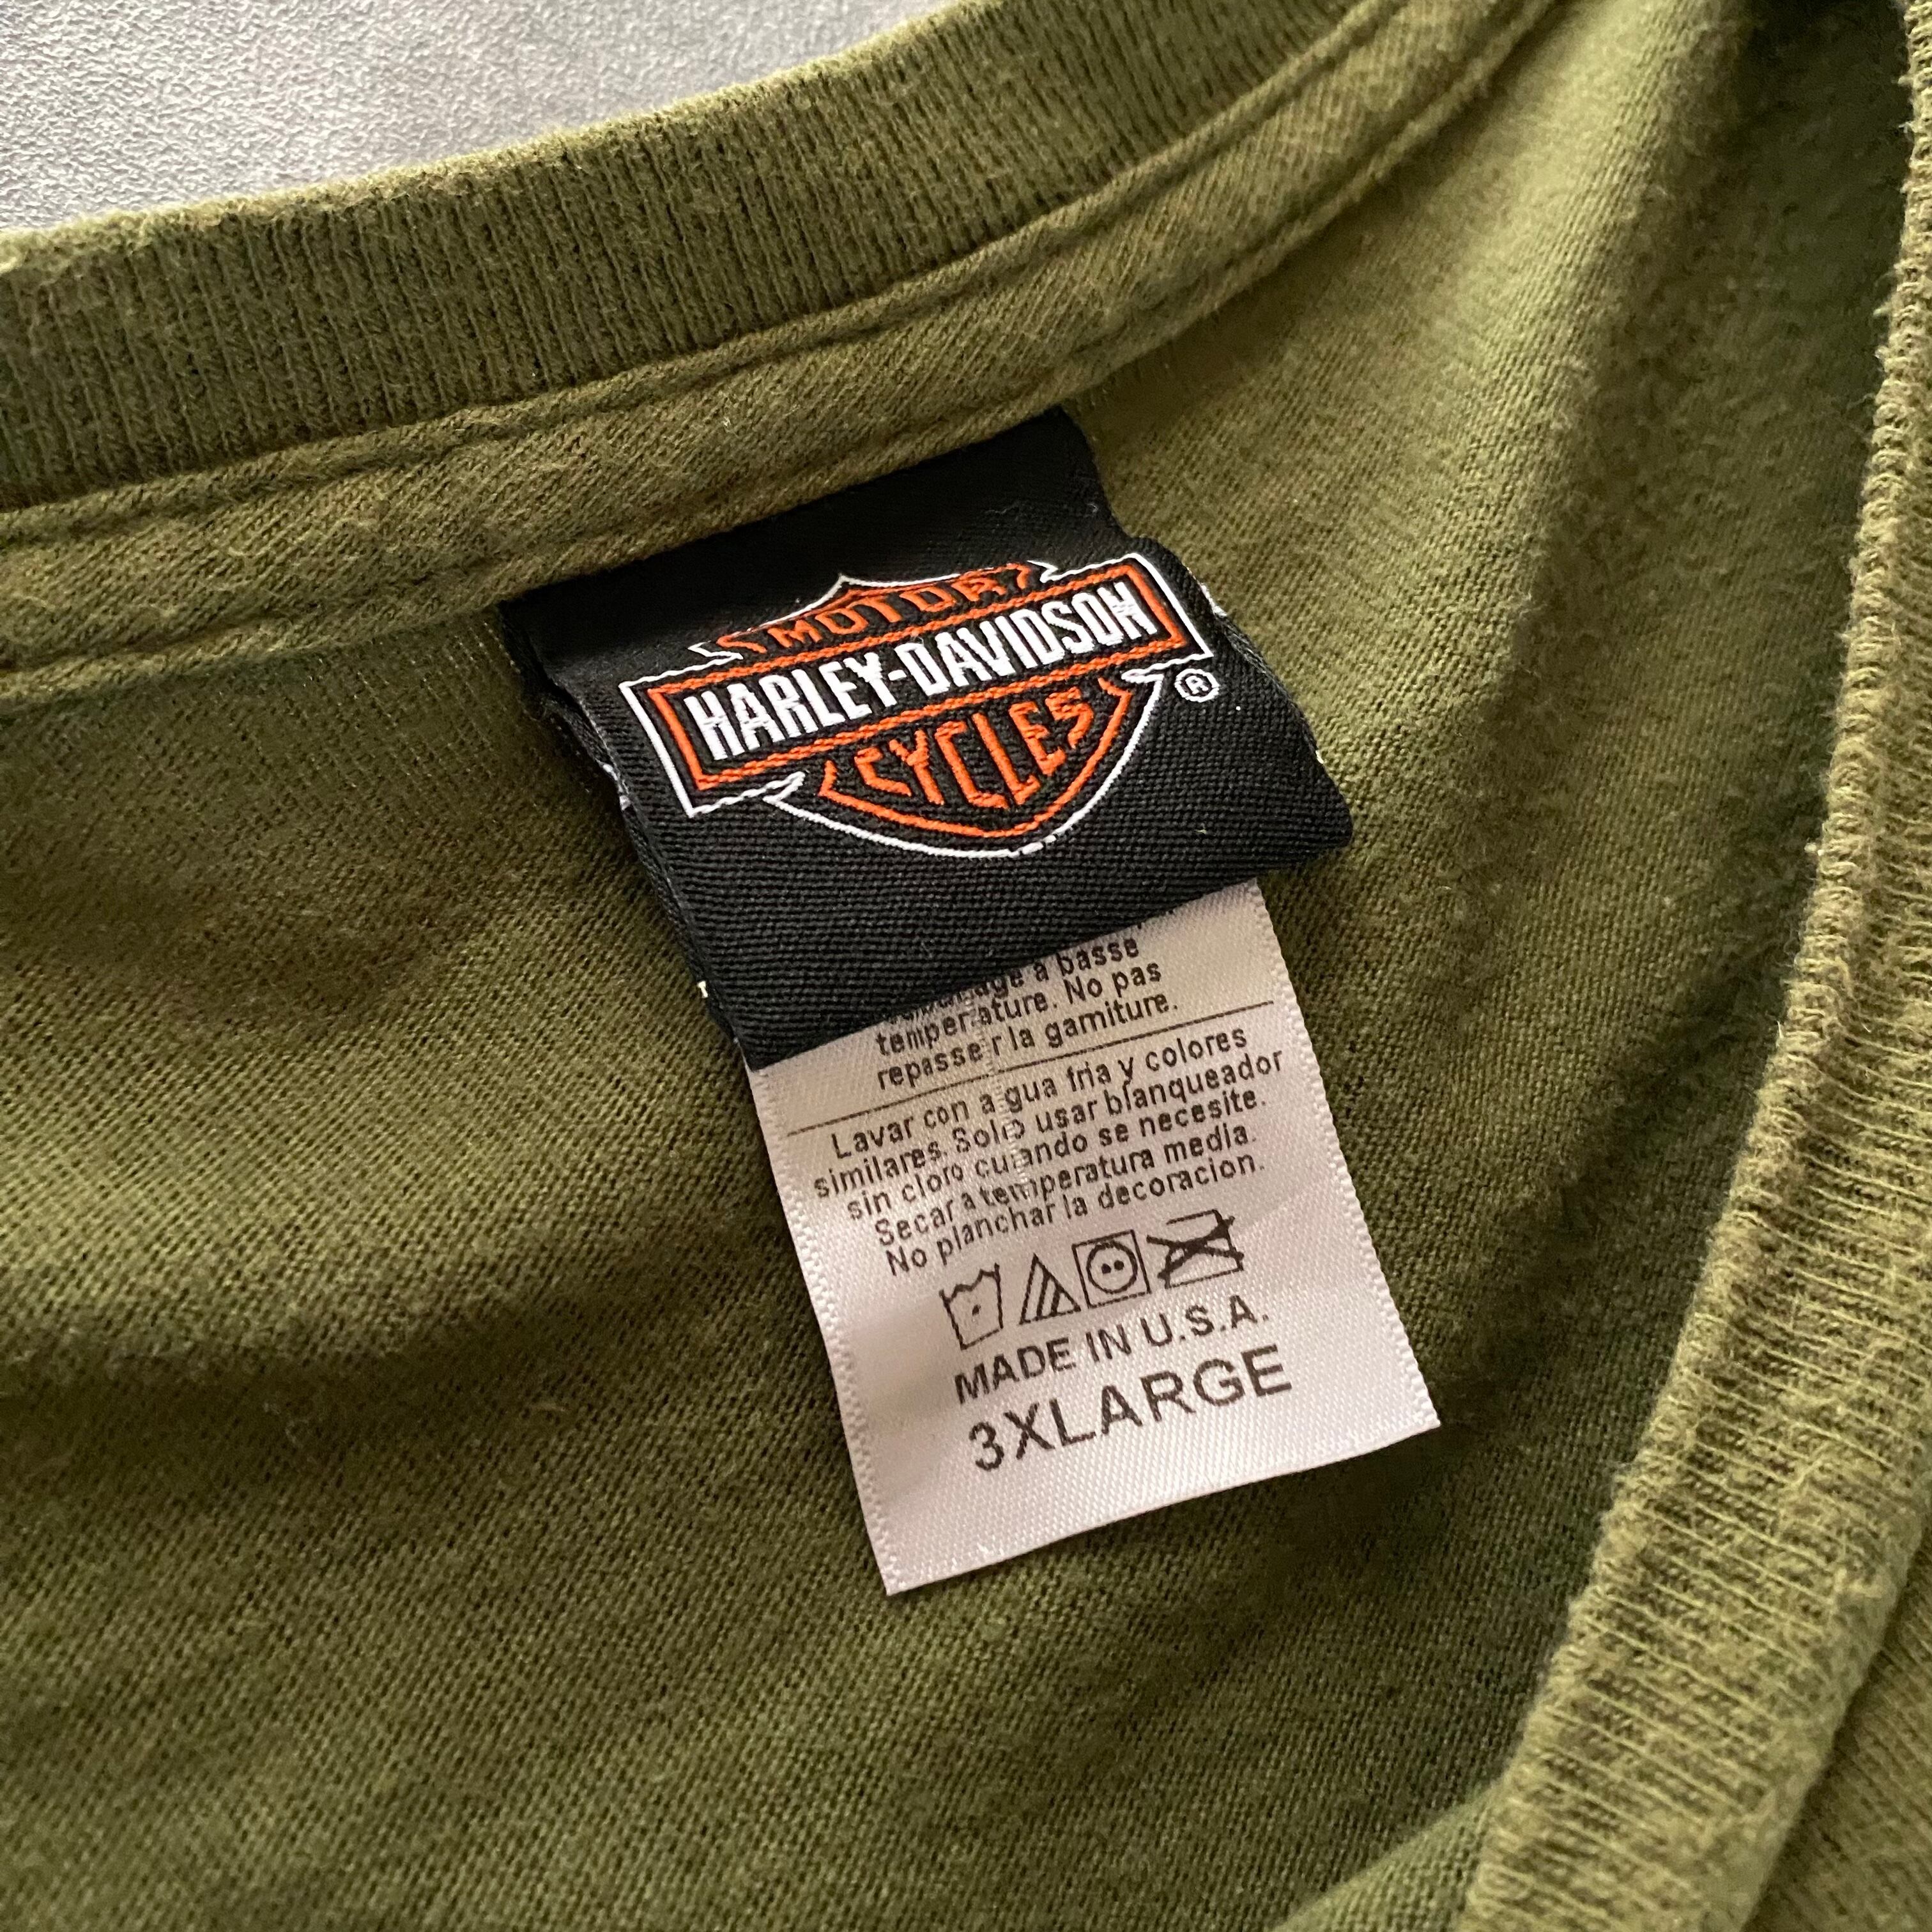 MOTOR
HARLEY-DAVIDSON
CYCLES
®
à basse
temperature. No pas
repasser la garniture.
Lavar con agua fria y colores
similares. Solo usar blanqueador
sin cloro cuando se necesite.
Secar a temperatura media.
No planchar la decoracion.
MADE IN U.S.A.
3XLARGE